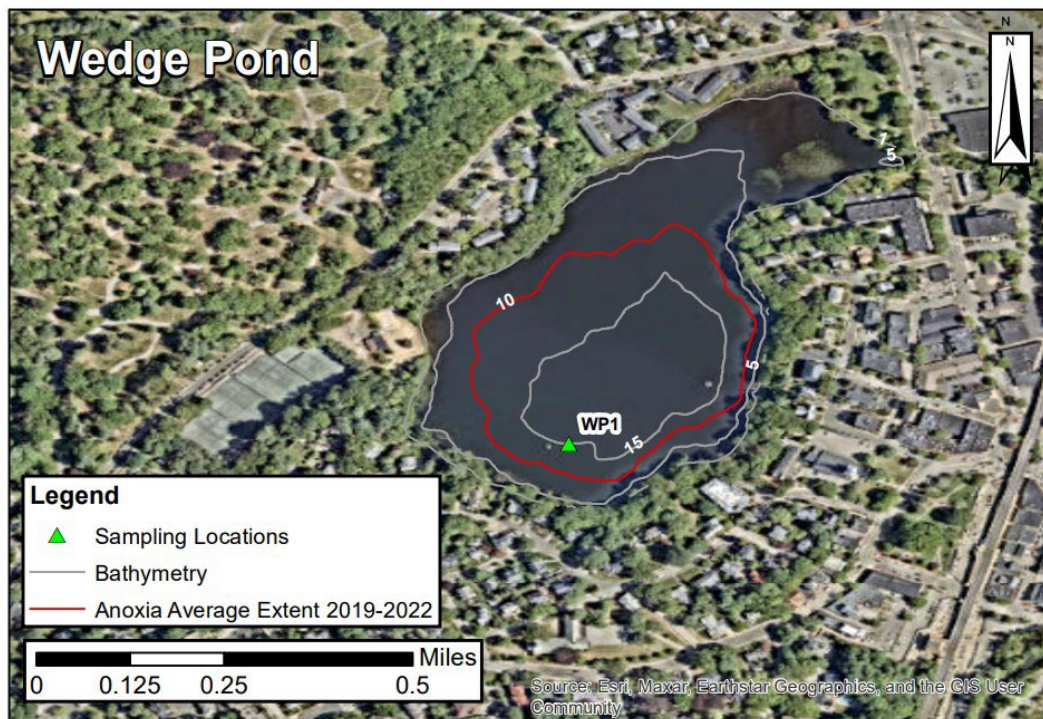 Wedge Pond
N
N
1
5
10
5
WP1
15
Legend
Sampling Locations
Bathymetry
Anoxia Average Extent 2019-2022
Miles
0 0.125 0.25 0.5
Source: Esri, Maxar, Earthstar Geographics, and the GIS User
Community